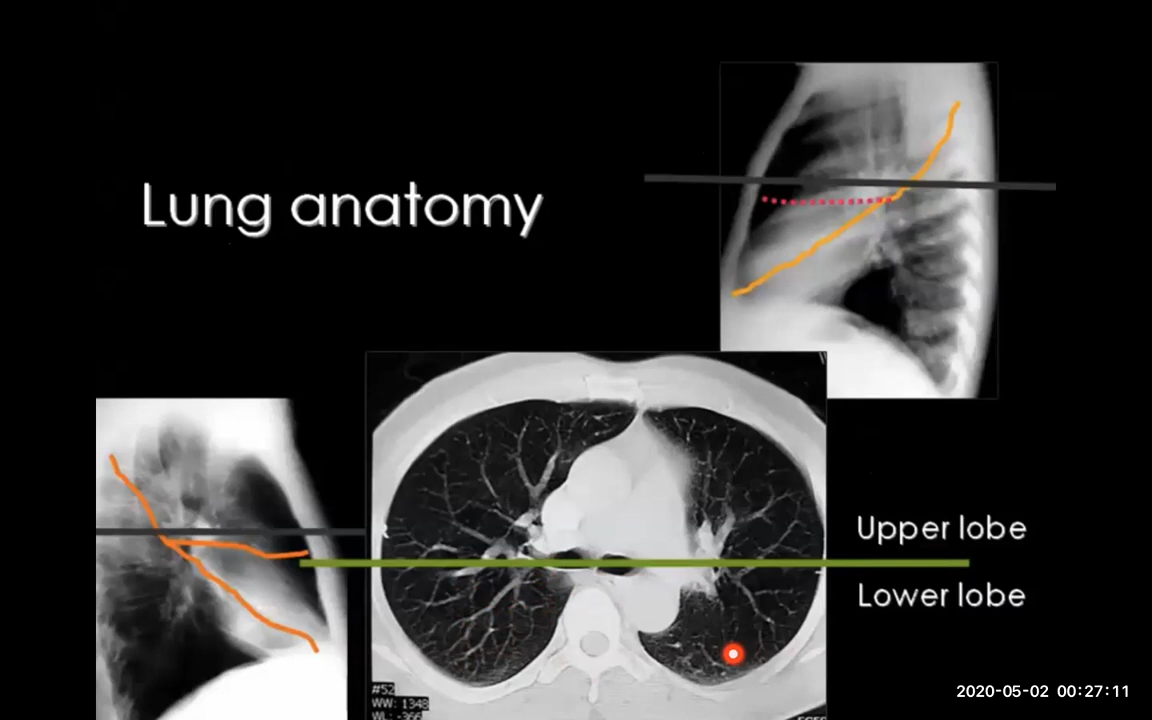 Lung anatomy
Upper lobe
Lower lobe
R
#52
WW: 1348
WL: -366
2020-05-02 00:27:11